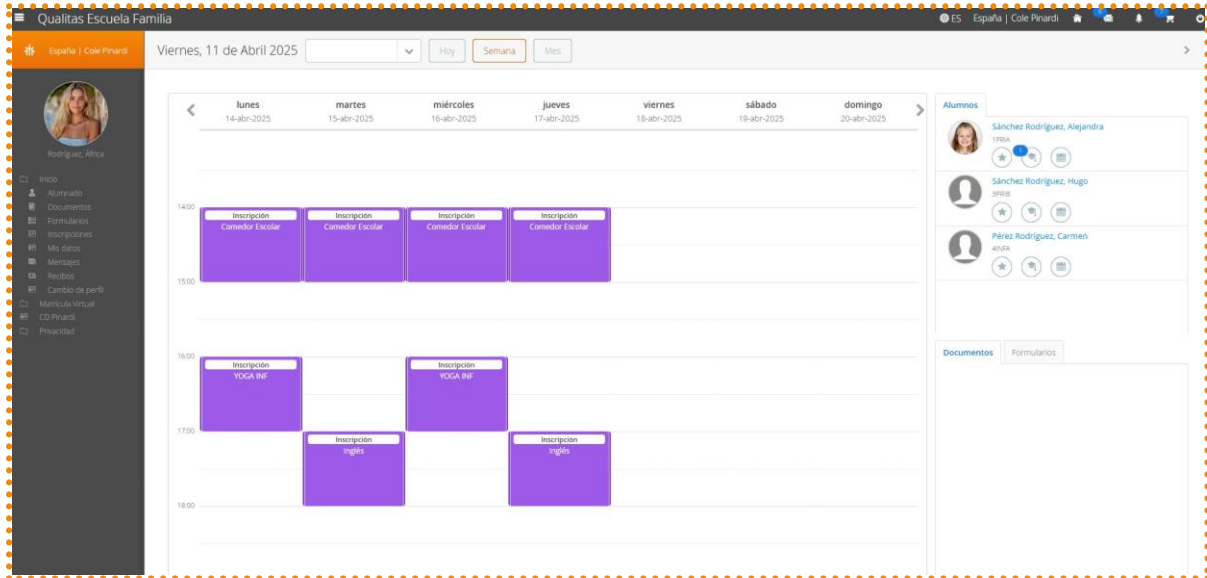 Qualitas Escuela Familia
ES España | Cole Pinardi
España | Cole Pinardi
Viernes, 11 de Abril 2025
Hoy
Semana
Mes
Rodríguez, África
Inicio
Alumnado
Documentos
Formularios
Inscripciones
Mis datos
Mensajes
Recibos
Cambio de perfil
Matrícula Virtual
CD Pinardi
Privacidad
lunes martes miércoles jueves viernes sábado domingo
14-abr-2025 15-abr-2025 16-abr-2025 17-abr-2025 18-abr-2025 19-abr-2025 20-abr-2025
14:00
Inscripción Inscripción Inscripción Inscripción
Comedor Escolar Comedor Escolar Comedor Escolar Comedor Escolar
15:00
16:00
Inscripción Inscripción
YOGA INF YOGA INF
17:00
Inscripción Inscripción
Inglés Inglés
18:00
Alumnos
Sánchez Rodríguez, Alejandra
1PRIA
Sánchez Rodríguez, Hugo
3PRIB
Pérez Rodríguez, Carmen
4INFA
Documentos Formularios